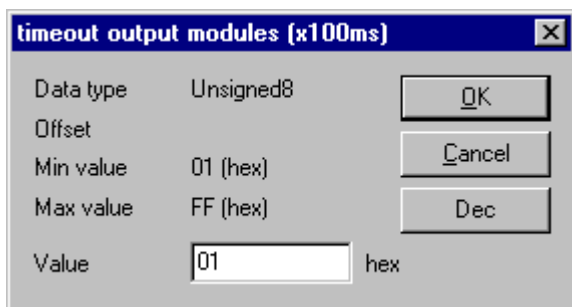 timeout output modules (x100ms)
Data type Unsigned8
OK
Offset
Cancel
Min value 01 (hex)
Max value FF (hex)
Dec
Value 01 hex